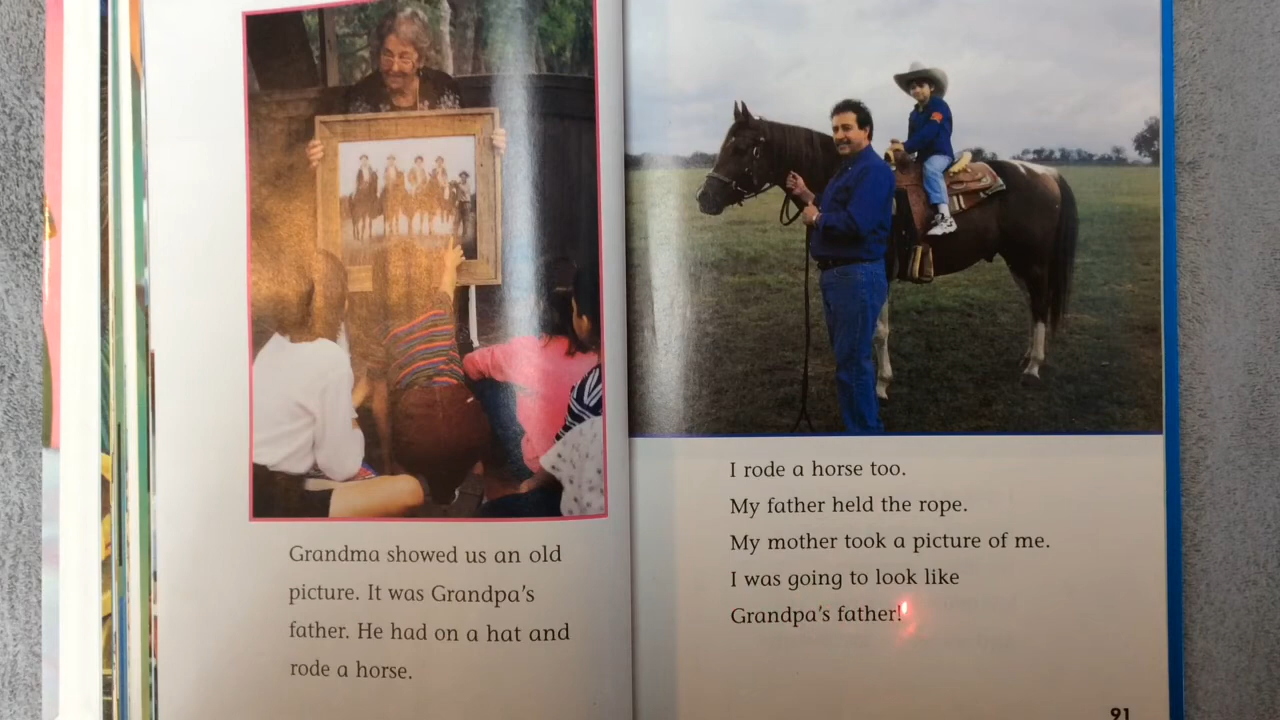 Grandma showed us an old
picture. It was Grandpa's
father. He had on a hat and
rode a horse.
I rode a horse too.
My father held the rope.
My mother took a picture of me.
I was going to look like
Grandpa's father!
91